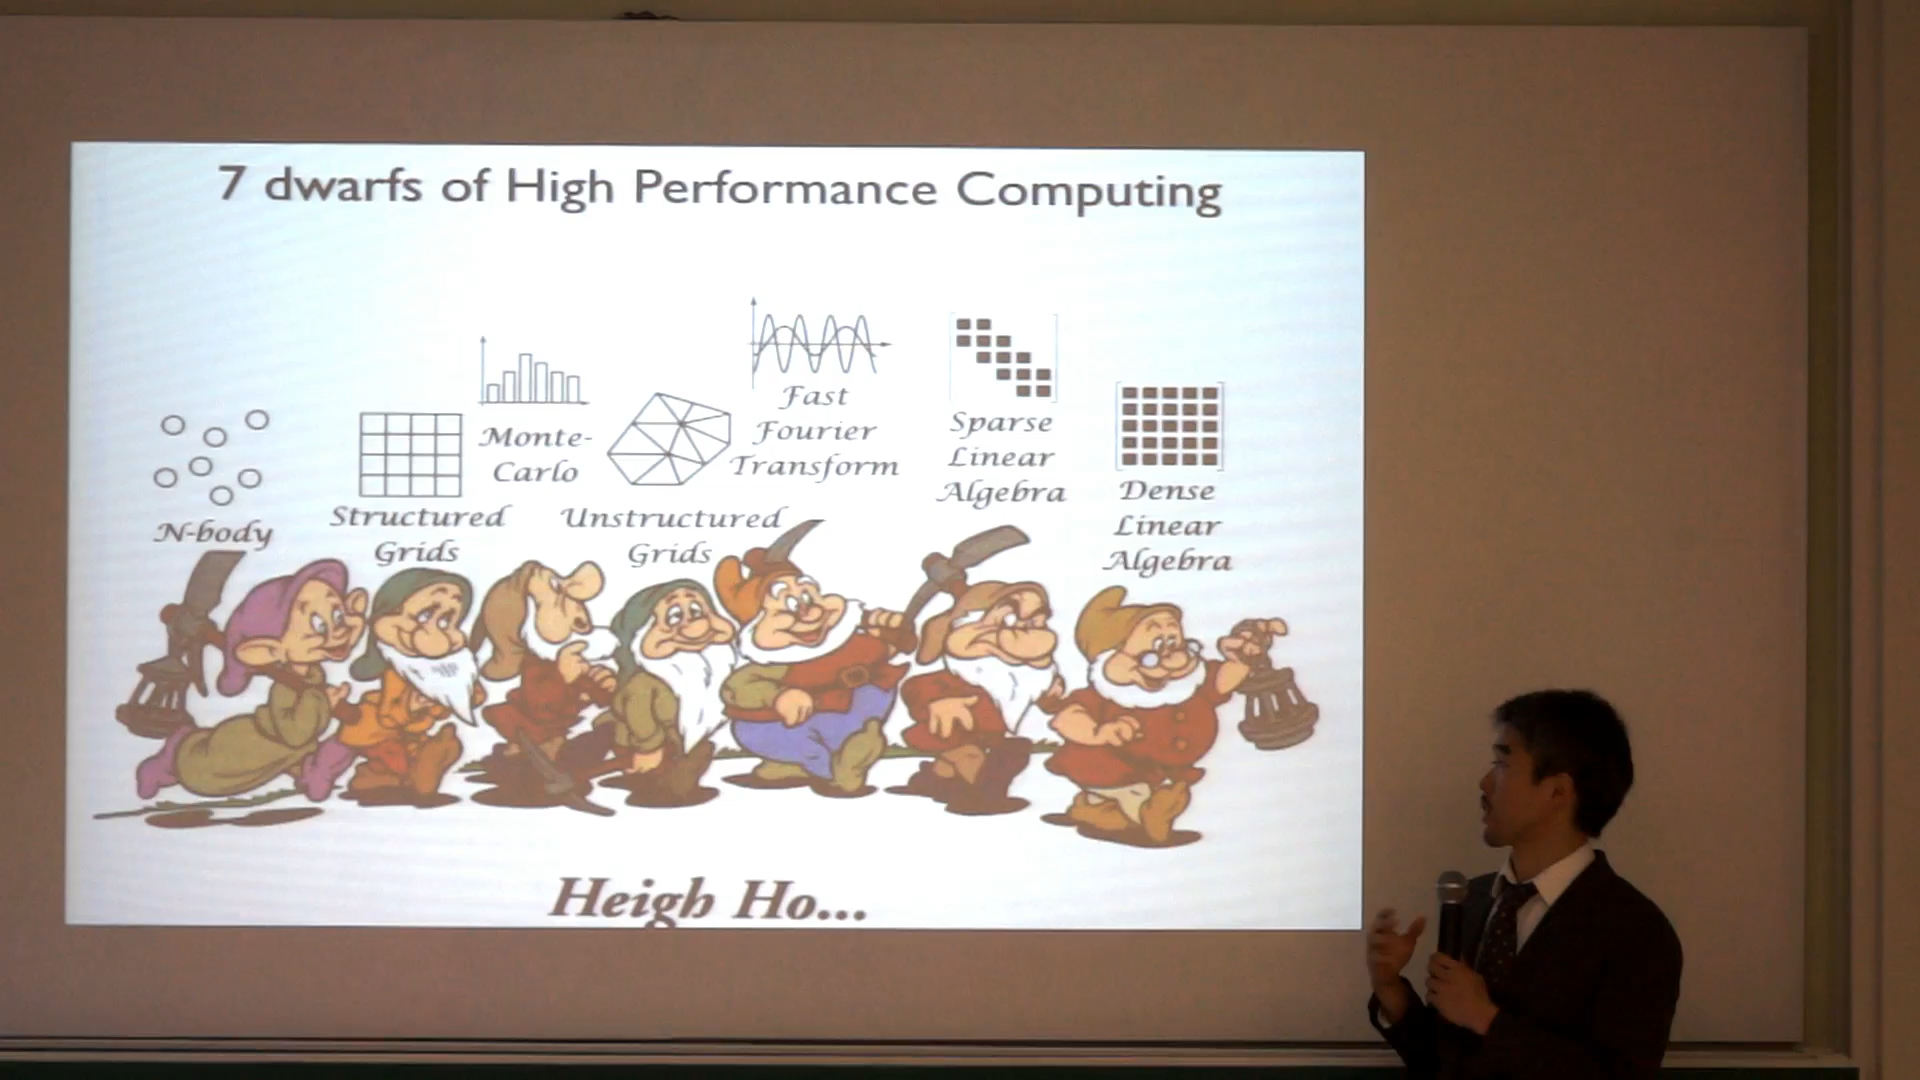 7 dwarfs of High Performance Computing
N-body
Structured
Grids
Monte-
Carlo
Unstructured
Grids
Fast
Fourier
Transform
Sparse
Linear
Algebra
Dense
Linear
Algebra
Heigh Ho...